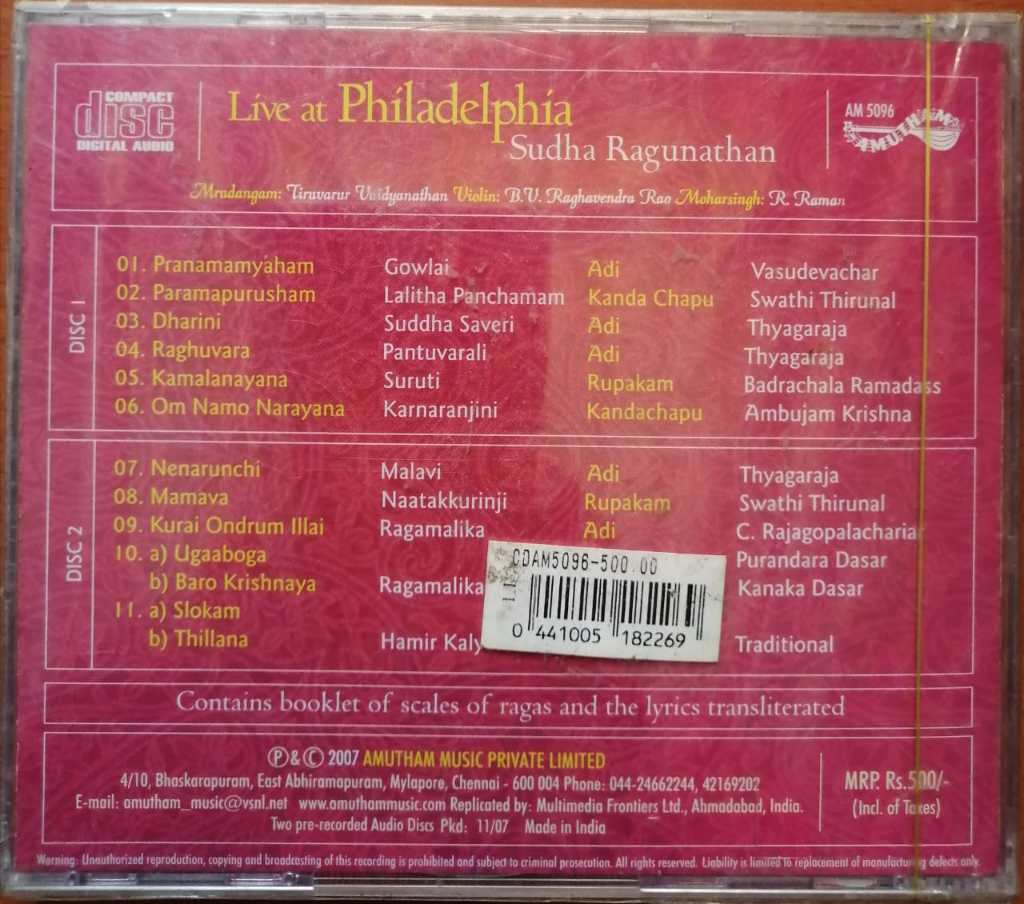 COMPACT
disc
DIGITAL AUDIO
Live at Philadelphia
Sudha Ragunathan
AM 5096
AMUTHAM
Mrudangam: Tiruvarur Vaidyanathan Violin: B.V. Raghavendra Rao Moharsingh: R. Raman
DISC 1
01. Pranamamyaham Gowlai Adi Vasudevachar
02. Paramapurusham Lalitha Panchamam Kanda Chapu Swathi Thirunal
03. Dharini Suddha Saveri Adi Thyagaraja
04. Raghuvara Pantuvarali Adi Thyagaraja
05. Kamalanayana Suruti Rupakam Badrachala Ramadass
06. Om Namo Narayana Karnaranjini Kandachapu Ambujam Krishna
DISC 2
07. Nenarunchi Malavi Adi Thyagaraja
08. Mamava Naatakkurinji Rupakam Swathi Thirunal
09. Kurai Ondrum Illai Ragamalika Adi C. Rajagopalachariar
10. a) Ugaaboga Purandara Dasar
b) Baro Krishnaya Ragamalika Kanaka Dasar
11. a) Slokam
b) Thillana Hamir Kaly Traditional
CDAM5096-500.00
0 441005 182269
Contains booklet of scales of ragas and the lyrics transliterated
Ⓟ & © 2007 AMUTHAM MUSIC PRIVATE LIMITED
4/10, Bhaskarapuram, East Abhiramapuram, Mylapore, Chennai - 600 004 Phone: 044-24662244, 42169202
E-mail: amutham_music@vsnl.net www.amuthammusic.com Replicated by: Multimedia Frontiers Ltd., Ahmadabad, India.
Two pre-recorded Audio Discs Pkd: 11/07 Made in India
MRP. Rs.500/-
(Incl. of Taxes)
Warning: Unauthorized reproduction, copying and broadcasting of this recording is prohibited and subject to criminal prosecution. All rights reserved. Liability is limited to replacement of manufacturing defects only.